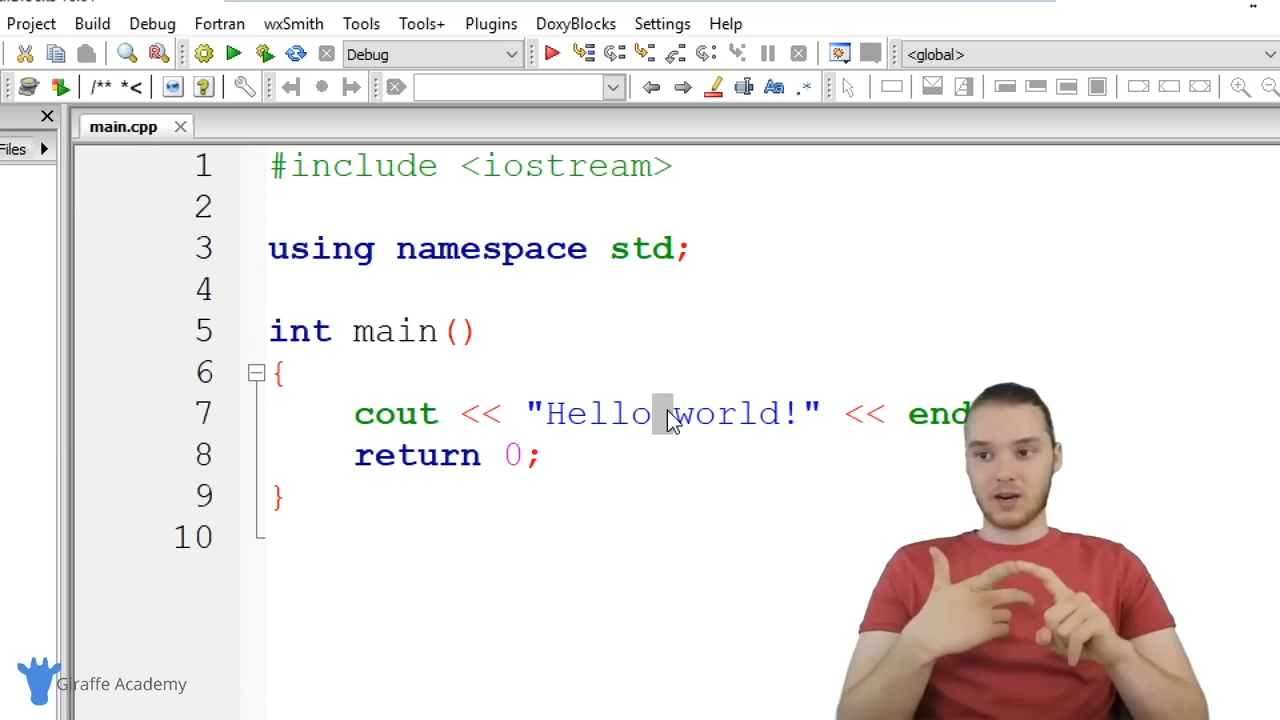 Project Build Debug Fortran wxSmith Tools Tools+ Plugins DoxyBlocks Settings Help
Debug <global>
/** *< Aa .*
main.cpp
Files
1 #include <iostream>
2
3 using namespace std;
4
5 int main()
6 {
7 cout << "Hello world!" << end
8 return 0;
9 }
10
Giraffe Academy